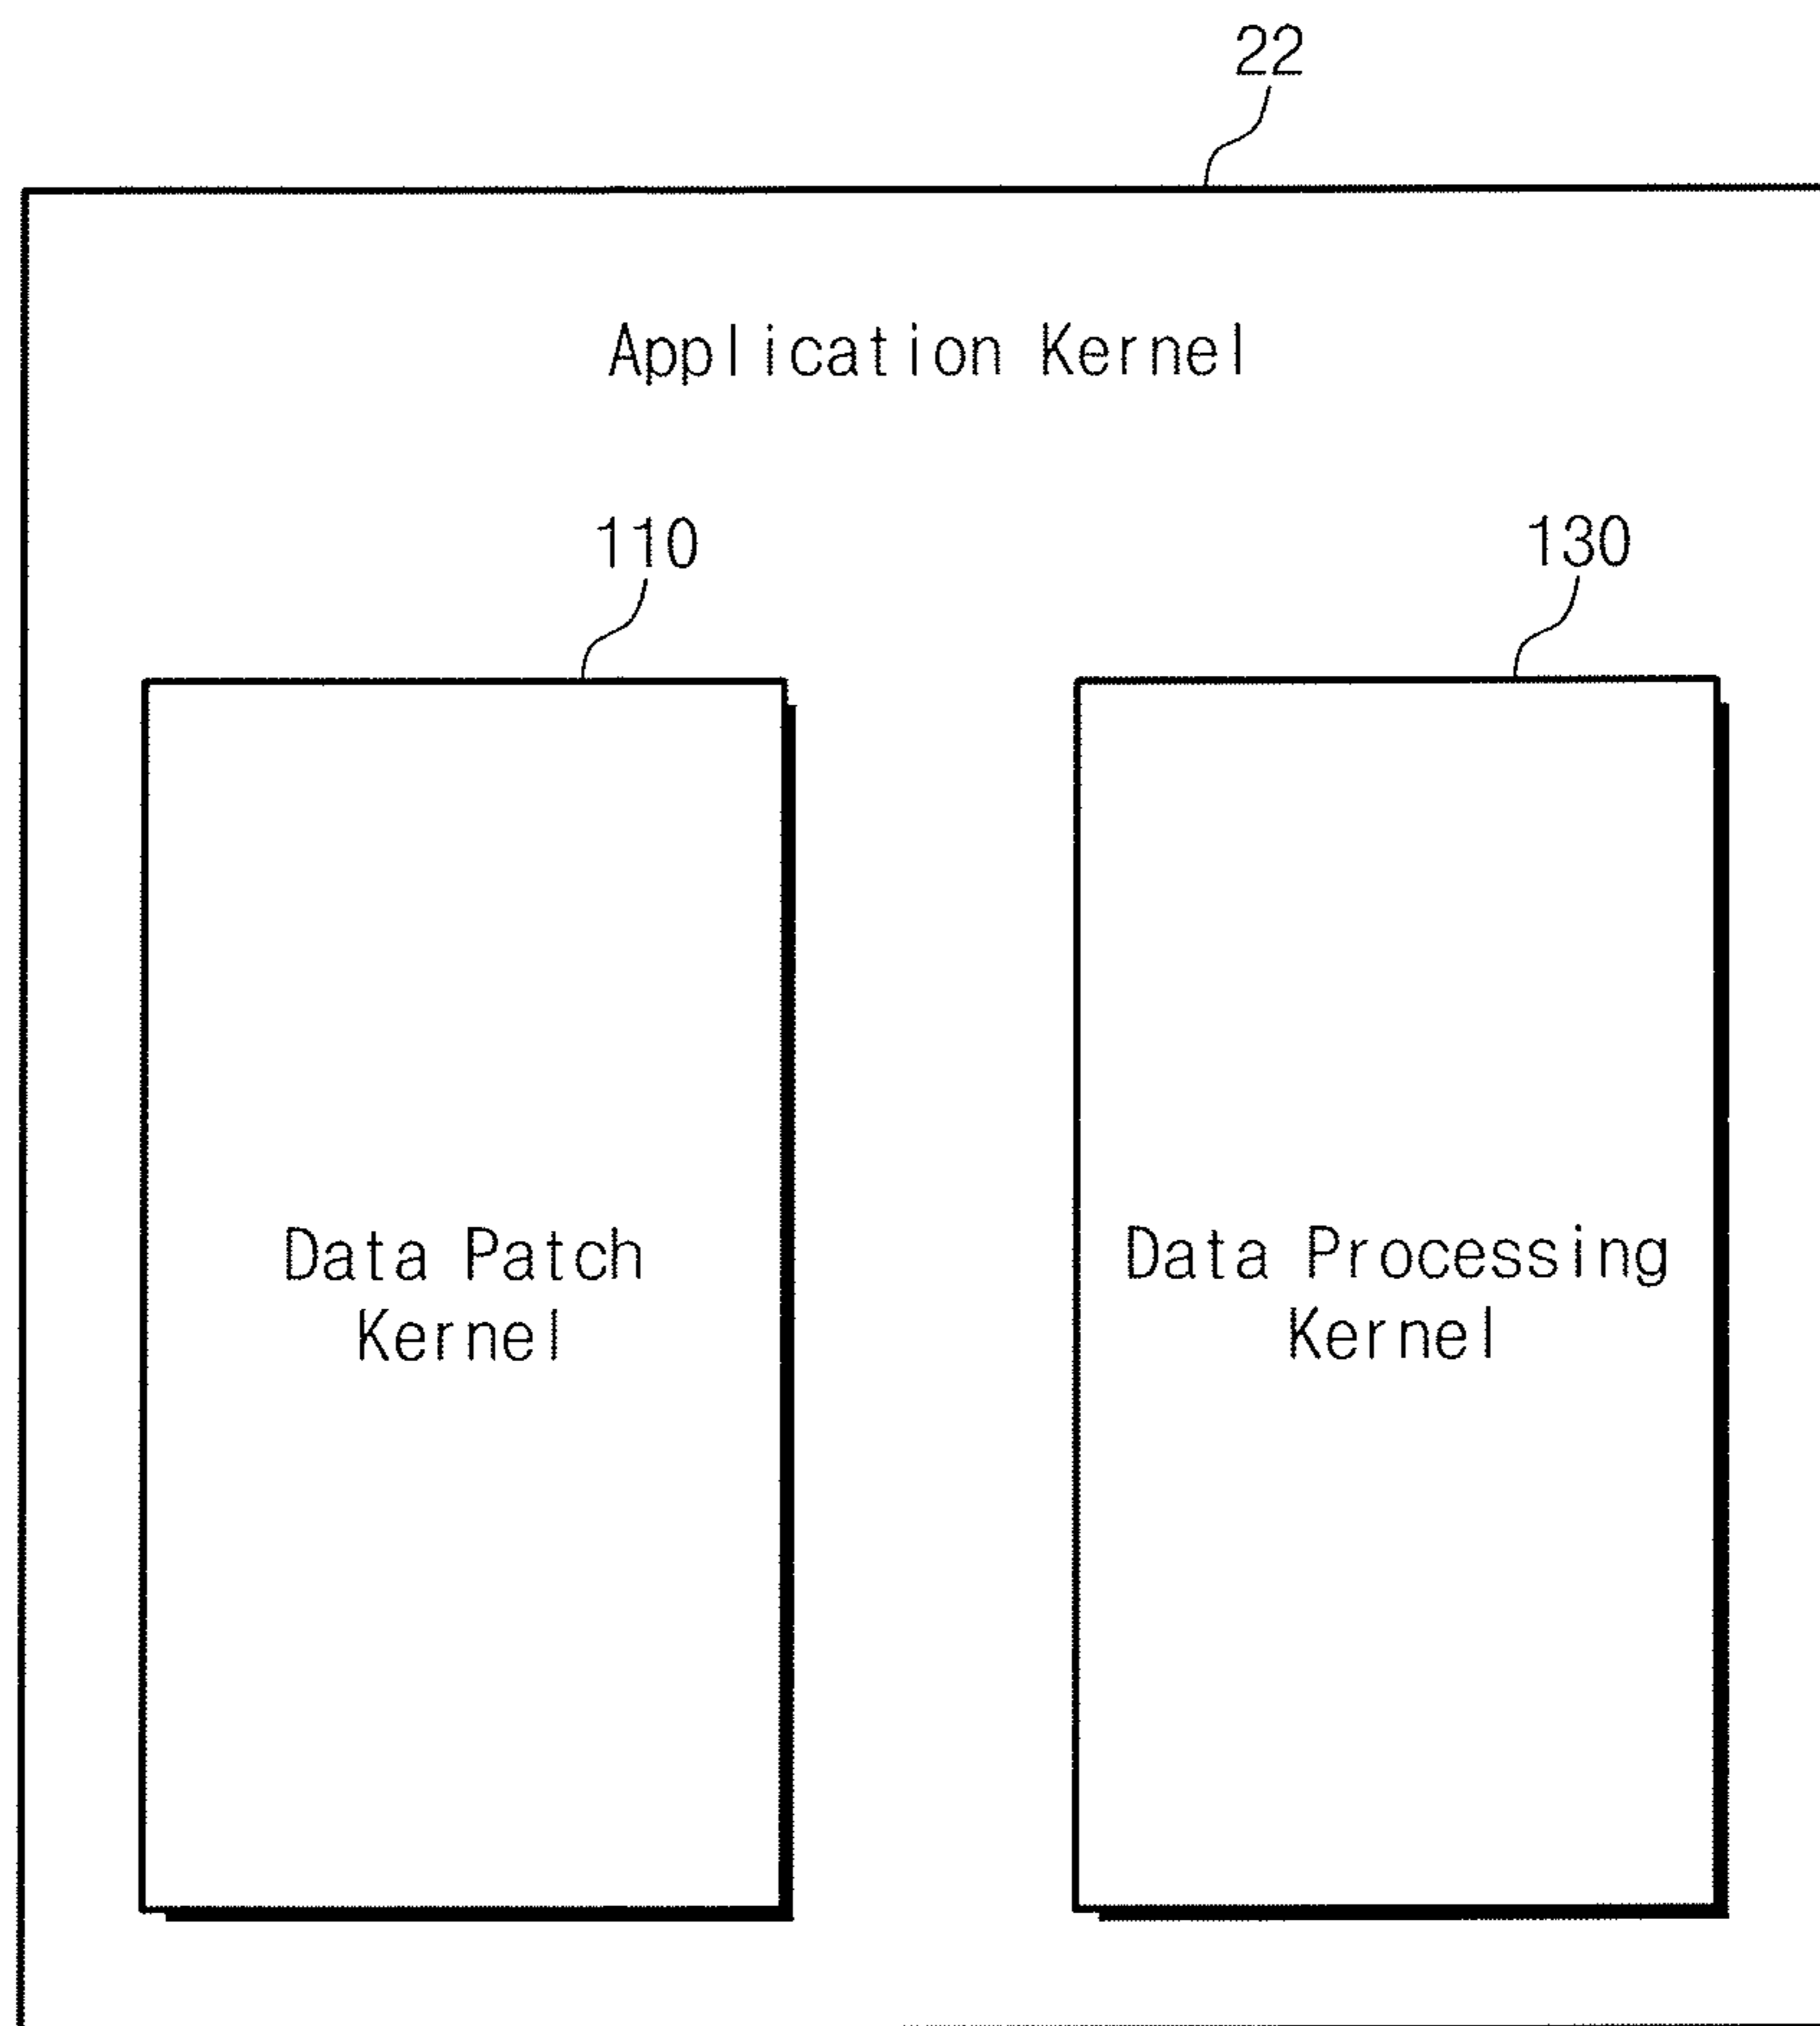 22
Application Kernel
110
130
Data Patch
Kernel
Data Processing
Kernel